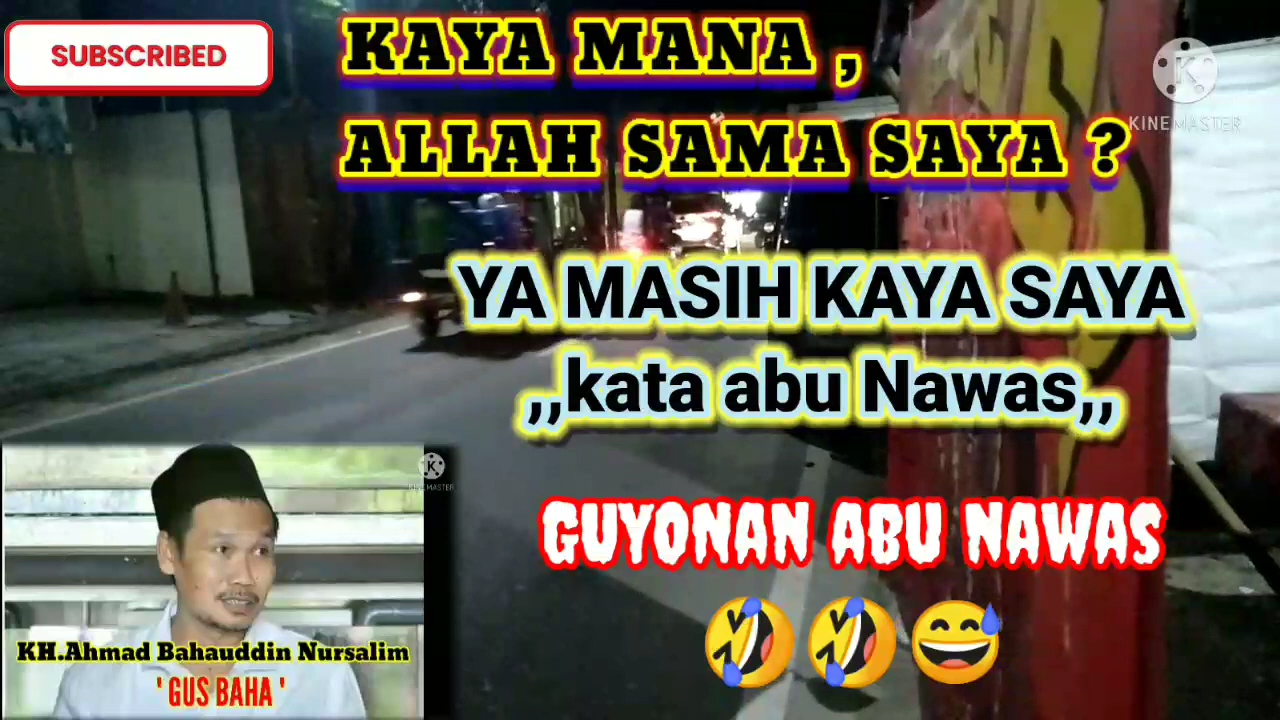 SUBSCRIBED
KAYA MANA ,
ALLAH SAMA SAYA ?
KINEMASTER
YA MASIH KAYA SAYA
,,kata abu Nawas,,
GUYONAN ABU NAWAS
KINEMASTER
KH.Ahmad Bahauddin Nursalim
' GUS BAHA '